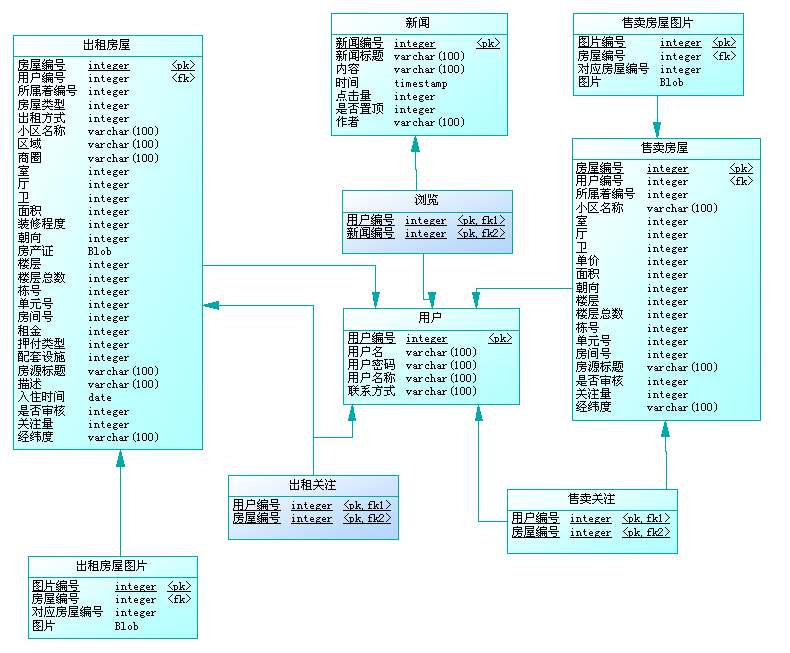 出租房屋
房屋编号 integer <pk>
用户编号 integer <fk>
所属着编号 integer
房屋类型 integer
出租方式 integer
小区名称 varchar(100)
区域 varchar(100)
商圈 varchar(100)
室 integer
厅 integer
卫 integer
面积 integer
装修程度 integer
朝向 integer
房产证 Blob
楼层 integer
楼层总数 integer
栋号 integer
单元号 integer
房间号 integer
租金 integer
押付类型 integer
配套设施 integer
房源标题 varchar(100)
描述 varchar(100)
入住时间 date
是否审核 integer
关注量 integer
经纬度 varchar(100)
新闻
新闻编号 integer <pk>
新闻标题 varchar(100)
内容 varchar(100)
时间 timestamp
点击量 integer
是否置顶 integer
作者 varchar(100)
售卖房屋图片
图片编号 integer <pk>
房屋编号 integer <fk>
对应房屋编号 integer
图片 Blob
售卖房屋
房屋编号 integer <pk>
用户编号 integer <fk>
所属着编号 integer
小区名称 varchar(100)
室 integer
厅 integer
卫 integer
单价 integer
面积 integer
朝向 integer
楼层 integer
楼层总数 integer
栋号 integer
单元号 integer
房间号 integer
房源标题 varchar(100)
是否审核 integer
关注量 integer
经纬度 varchar(100)
浏览
用户编号 integer <pk,fk1>
新闻编号 integer <pk,fk2>
用户
用户编号 integer <pk>
用户名 varchar(100)
用户密码 varchar(100)
用户名称 varchar(100)
联系方式 varchar(100)
出租关注
用户编号 integer <pk,fk1>
房屋编号 integer <pk,fk2>
售卖关注
用户编号 integer <pk,fk1>
房屋编号 integer <pk,fk2>
出租房屋图片
图片编号 integer <pk>
房屋编号 integer <fk>
对应房屋编号 integer
图片 Blob